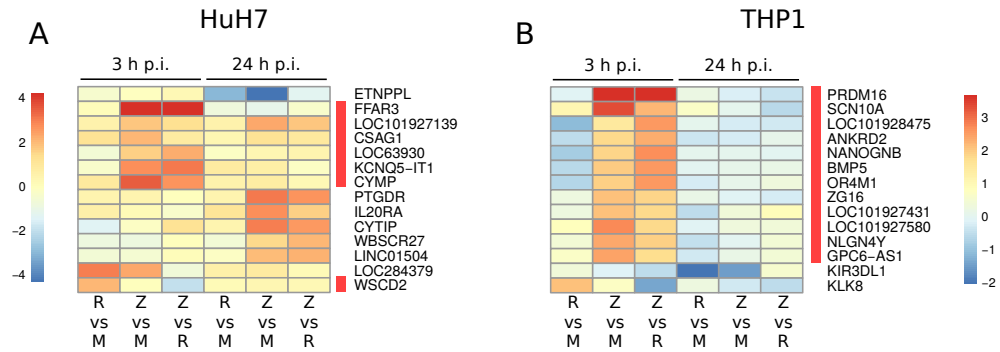 HuH7
THP1
A
B
3 h p.i.
24 h p.i.
3 h p.i.
24 h p.i.
4
2
0
−2
−4
ETNPPL
FFAR3
LOC101927139
CSAG1
LOC63930
KCNQ5−IT1
CYMP
PTGDR
IL20RA
CYTIP
WBSCR27
LINC01504
LOC284379
WSCD2
R vs M
Z vs M
Z vs R
R vs M
Z vs M
Z vs R
PRDM16
SCN10A
LOC101928475
ANKRD2
NANOGNB
BMP5
OR4M1
ZG16
LOC101927431
LOC101927580
NLGN4Y
GPC6−AS1
KIR3DL1
KLK8
3
2
1
0
−1
−2
R vs M
Z vs M
Z vs R
R vs M
Z vs M
Z vs R